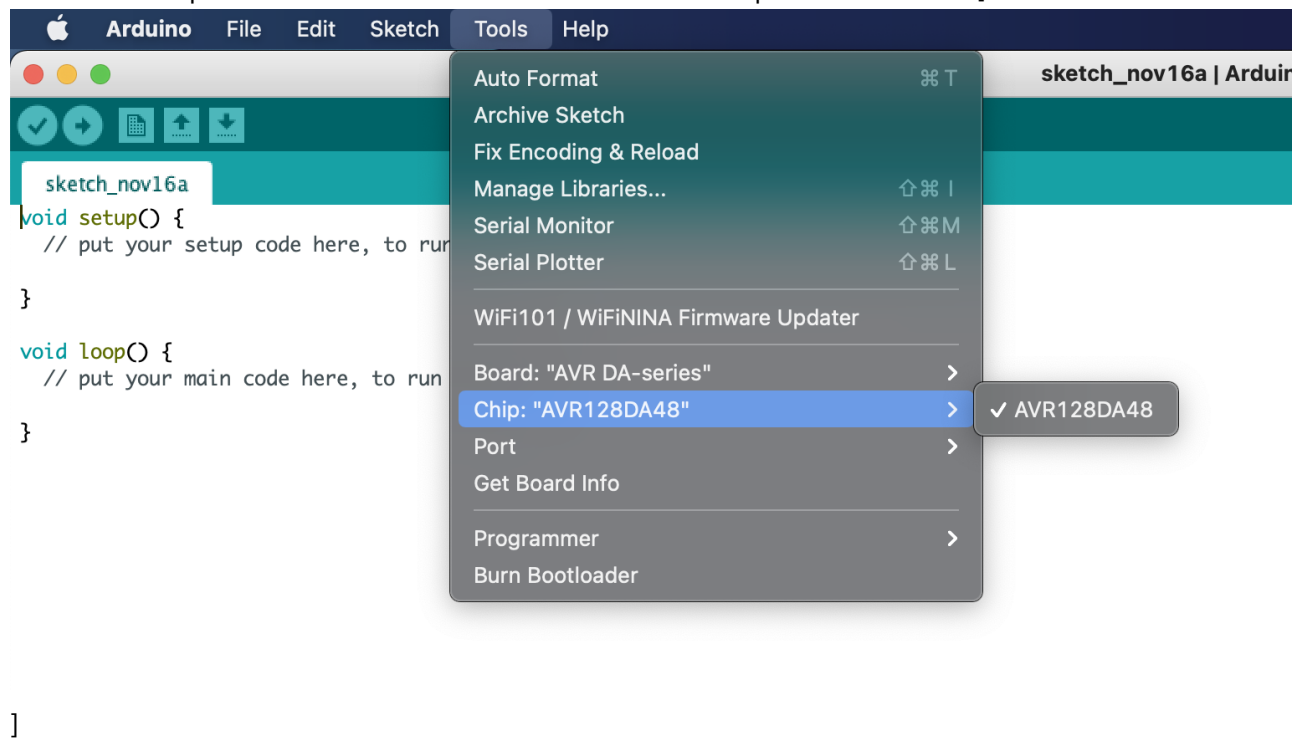 Arduino File Edit Sketch Tools Help
sketch_nov16a | Arduin
Auto Format ⌘ T
Archive Sketch
Fix Encoding & Reload
Manage Libraries... ⇧⌘ I
Serial Monitor ⇧⌘M
Serial Plotter ⇧⌘ L
WiFi101 / WiFiNINA Firmware Updater
Board: "AVR DA-series"
Chip: "AVR128DA48"
✓ AVR128DA48
Port
Get Board Info
Programmer
Burn Bootloader
sketch_nov16a
void setup() {
// put your setup code here, to run
}
void loop() {
// put your main code here, to run
}
]